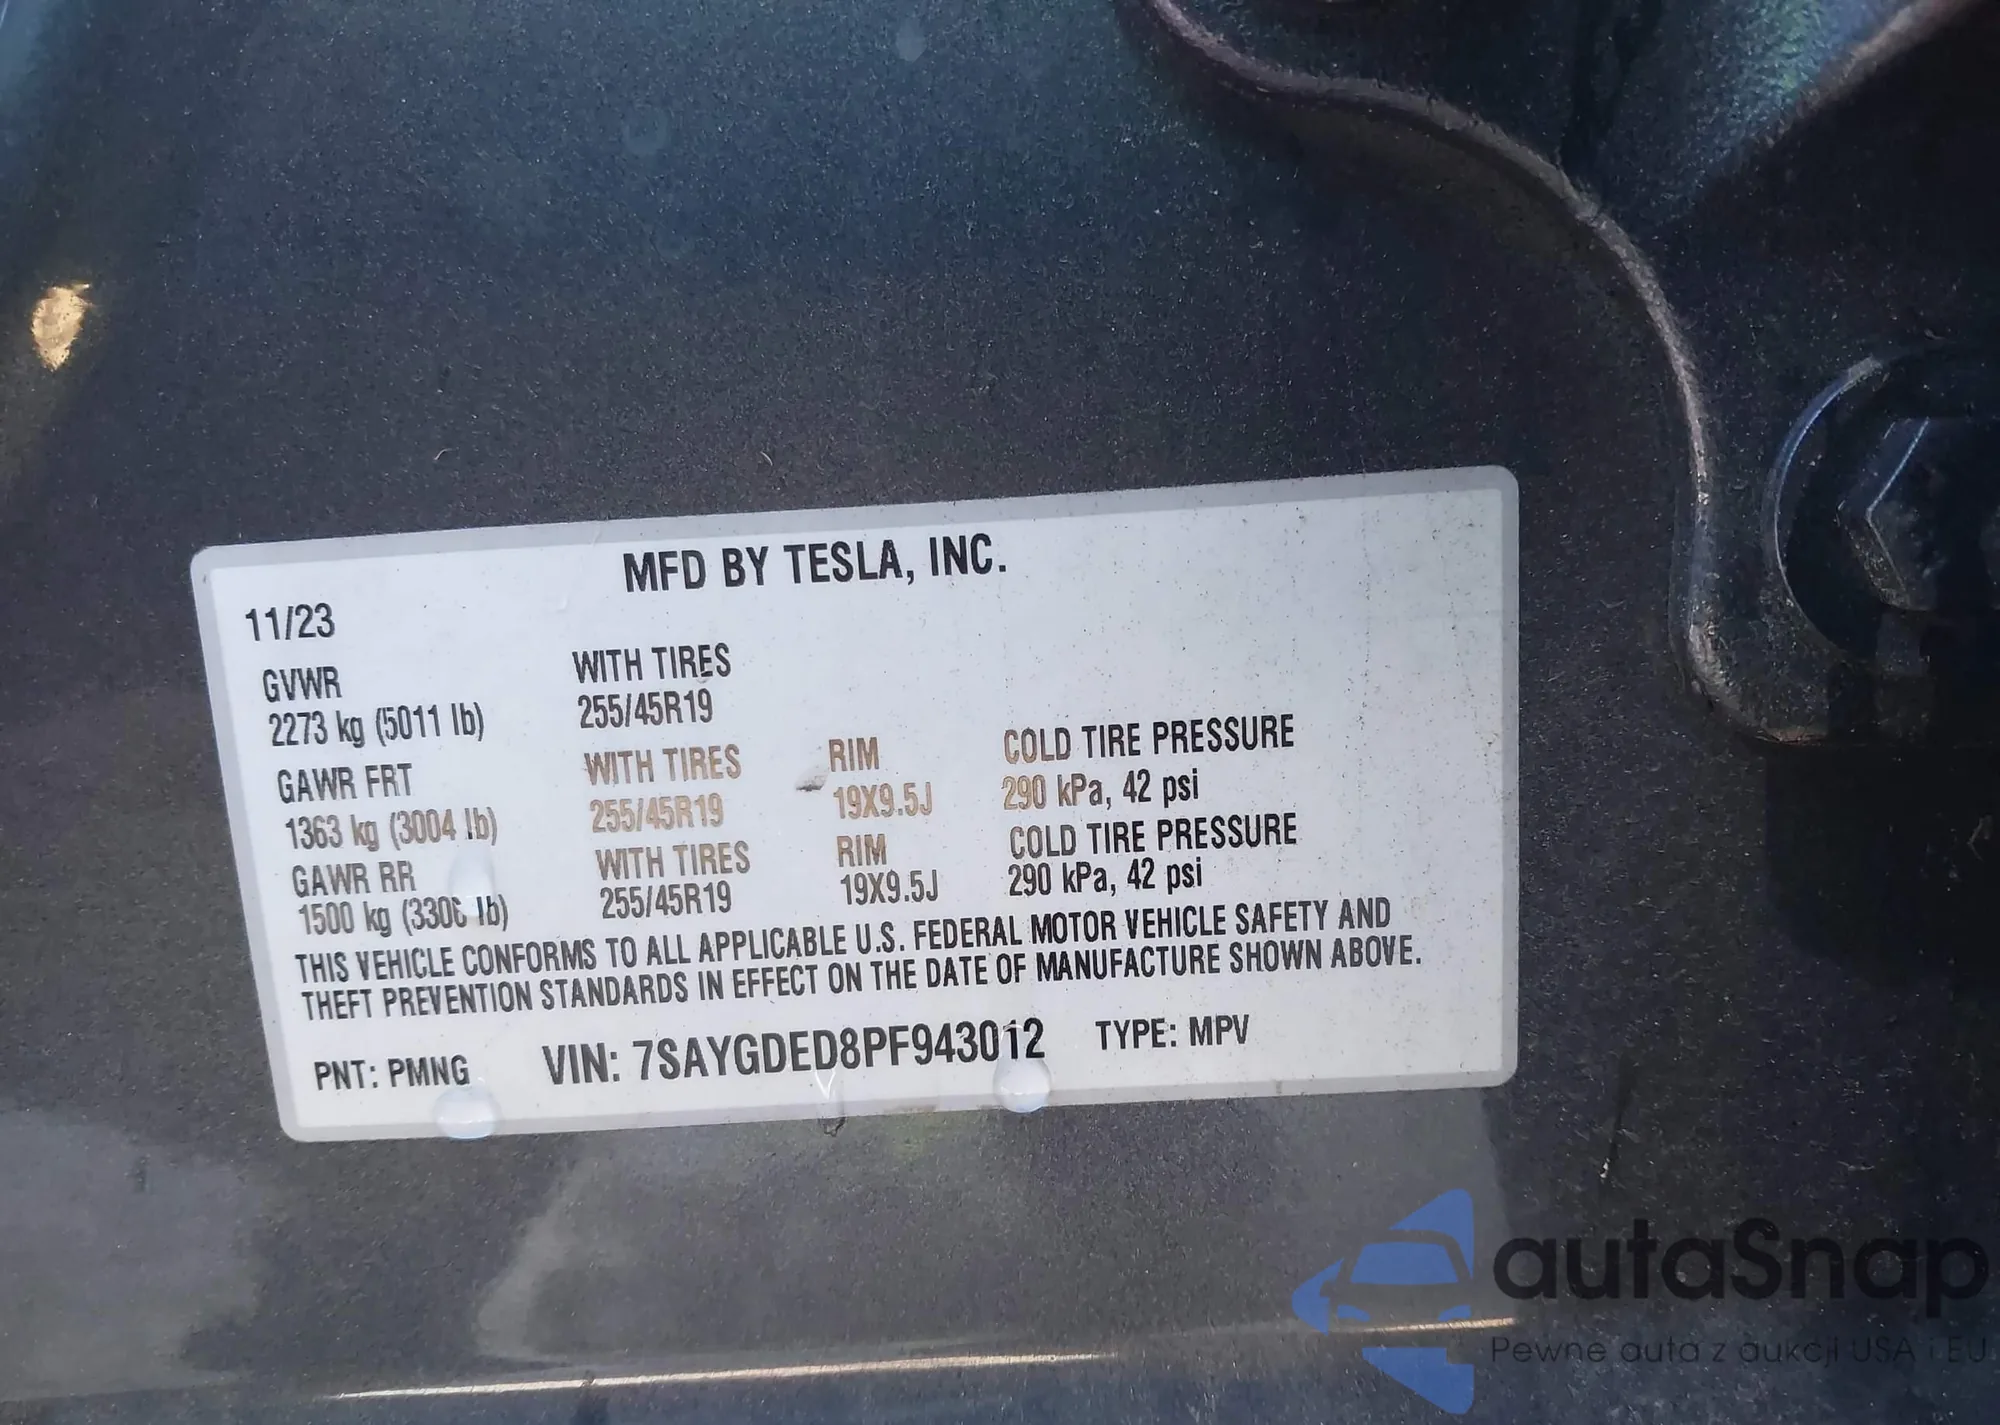 MFD BY TESLA, INC.
11/23
GVWR WITH TIRES
2273 kg (5011 lb) 255/45R19
GAWR FRT WITH TIRES RIM COLD TIRE PRESSURE
1363 kg (3004 lb) 255/45R19 19X9.5J 290 kPa, 42 psi
GAWR RR WITH TIRES RIM COLD TIRE PRESSURE
1500 kg (3306 lb) 255/45R19 19X9.5J 290 kPa, 42 psi
THIS VEHICLE CONFORMS TO ALL APPLICABLE U.S. FEDERAL MOTOR VEHICLE SAFETY AND
THEFT PREVENTION STANDARDS IN EFFECT ON THE DATE OF MANUFACTURE SHOWN ABOVE.
PNT: PMNG VIN: 7SAYGDED8PF943012 TYPE: MPV
autaSnap
Pewne auta z aukcji USA i EU